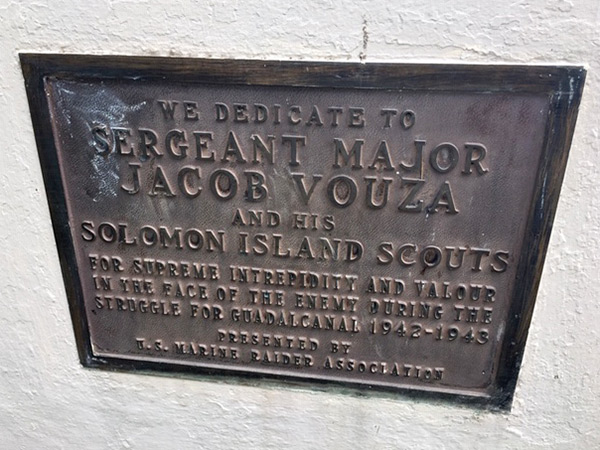 WE DEDICATE TO
SERGEANT MAJOR
JACOB VOUZA
AND HIS
SOLOMON ISLAND SCOUTS
FOR SUPREME INTREPIDITY AND VALOUR
IN THE FACE OF THE ENEMY DURING THE
STRUGGLE FOR GUADALCANAL 1942-1943
PRESENTED BY
U.S. MARINE RAIDER ASSOCIATION